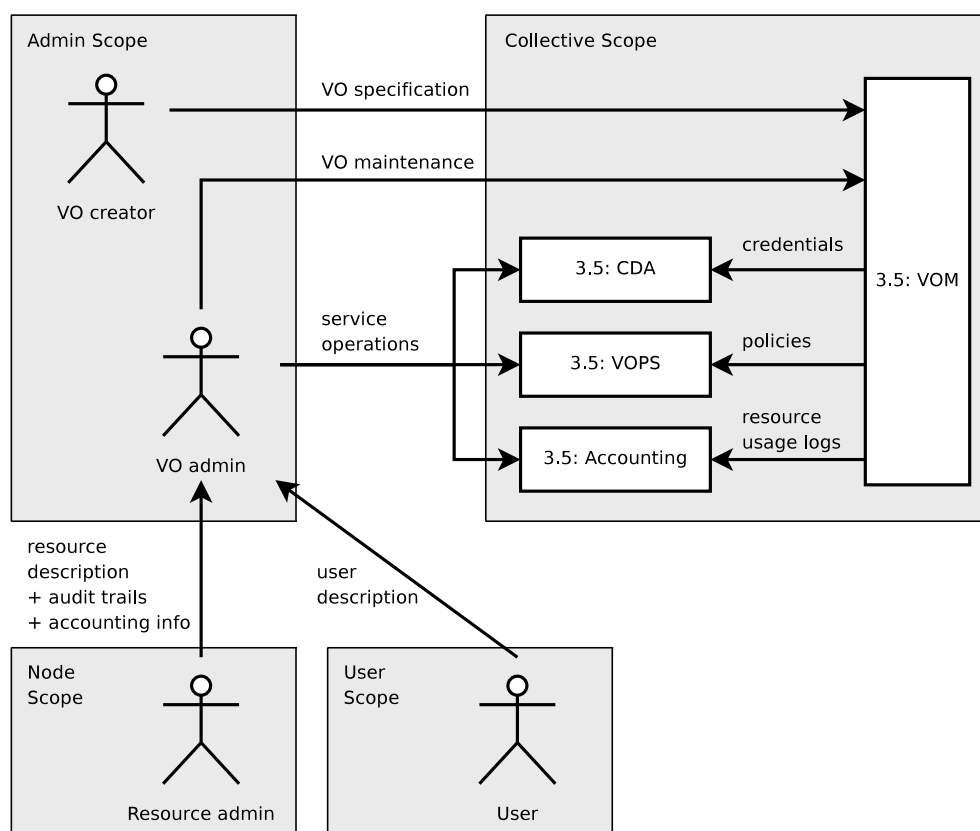 Admin Scope
Collective Scope
VO specification
VO maintenance
VO creator
3.5: CDA
credentials
3.5: VOM
service
operations
3.5: VOPS
policies
3.5: Accounting
resource
usage logs
VO admin
resource
description
+ audit trails
+ accounting info
user
description
Node
Scope
User
Scope
Resource admin
User